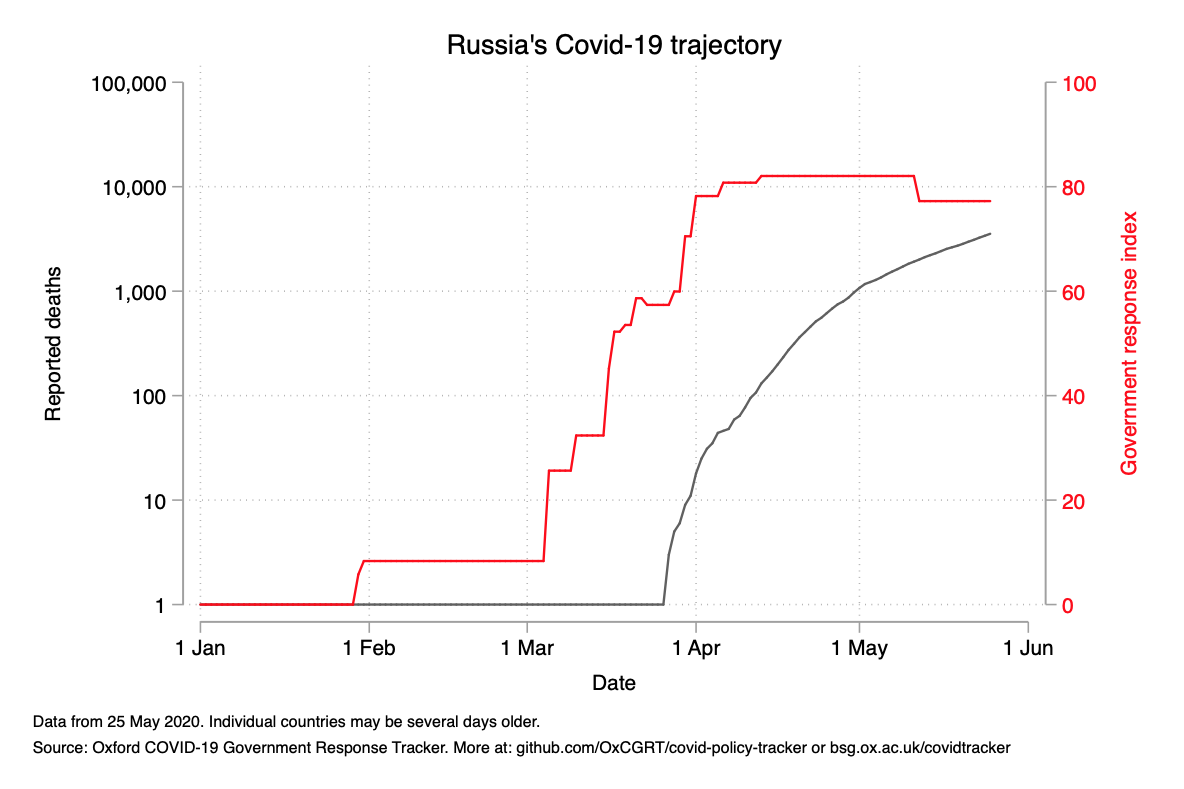 Russia's Covid-19 trajectory
100,000
10,000
1,000
100
10
1
Reported deaths
100
80
60
40
20
0
Government response index
1 Jan
1 Feb
1 Mar
1 Apr
1 May
1 Jun
Date
Data from 25 May 2020. Individual countries may be several days older.
Source: Oxford COVID-19 Government Response Tracker. More at: github.com/OxCGRT/covid-policy-tracker or bsg.ox.ac.uk/covidtracker